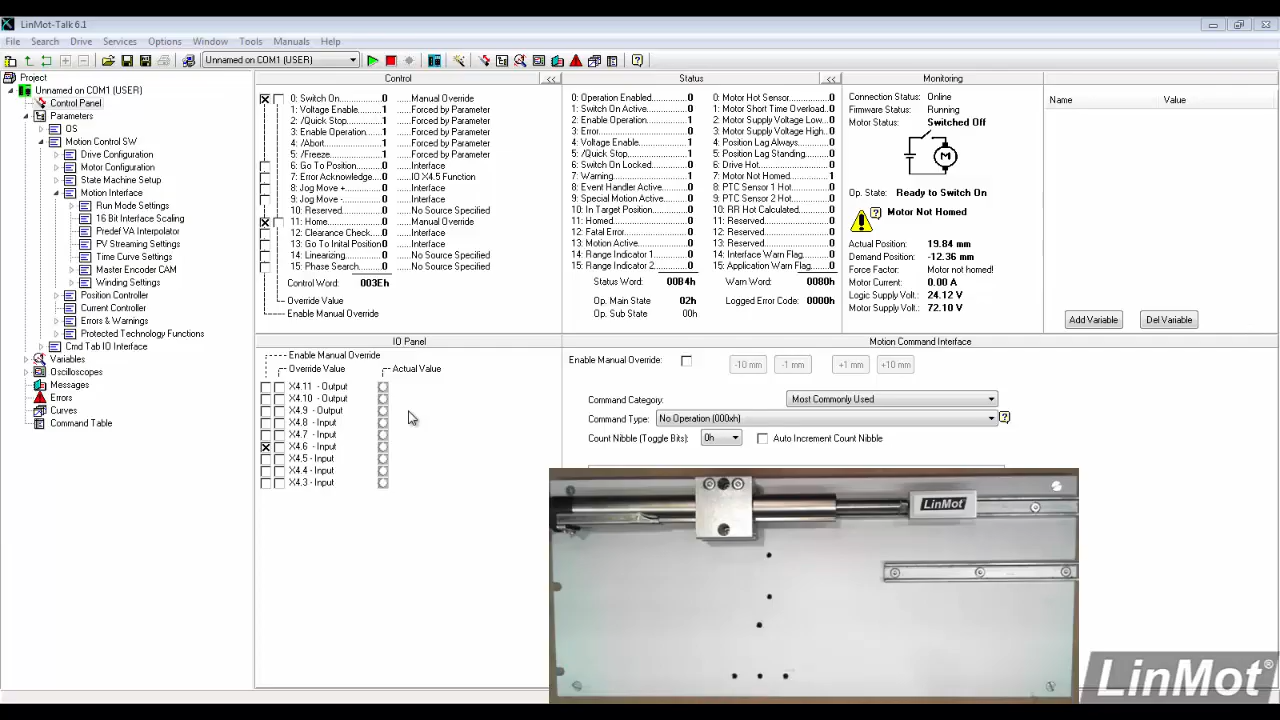 LinMot-Talk 6.1
File Search Drive Services Options Window Tools Manuals Help
Unnamed on COM1 (USER)
Project
Unnamed on COM1 (USER)
Control Panel
Parameters
OS
Motion Control SW
Drive Configuration
Motor Configuration
State Machine Setup
Motion Interface
Run Mode Settings
16 Bit Interface Scaling
Predef VA Interpolator
PV Streaming Settings
Time Curve Settings
Master Encoder CAM
Winding Settings
Position Controller
Current Controller
Errors & Warnings
Protected Technology Functions
Cmd Tab IO Interface
Variables
Oscilloscopes
Messages
Errors
Curves
Command Table
Control
<<
0: Switch On 0 Manual Override
1: Voltage Enable 1 Forced by Parameter
2: /Quick Stop 1 Forced by Parameter
3: Enable Operation 1 Forced by Parameter
4: /Abort 1 Forced by Parameter
5: /Freeze 1 Forced by Parameter
6: Go To Position 0 Interface
7: Error Acknowledge 0 IO X4.5 Function
8: Jog Move + 0 Interface
9: Jog Move - 0 Interface
10: Reserved 0 No Source Specified
11: Home 0 Manual Override
12: Clearance Check 0 Interface
13: Go To Inital Position 0 Interface
14: Linearizing 0 No Source Specified
15: Phase Search 0 No Source Specified
Control Word: 003Eh
Override Value
Enable Manual Override
Status
<<
0: Operation Enabled 0
1: Switch On Active 0
2: Enable Operation 1
3: Error 0
4: Voltage Enable 1
5: /Quick Stop 1
6: Switch On Locked 0
7: Warning 1
8: Event Handler Active 0
9: Special Motion Active 0
10: In Target Position 0
11: Homed 0
12: Fatal Error 0
13: Motion Active 0
14: Range Indicator 1 0
15: Range Indicator 2 0
Status Word: 00B4h
Op. Main State 02h
Op. Sub State 00h
0: Motor Hot Sensor 0
1: Motor Short Time Overload 0
2: Motor Supply Voltage Low 0
3: Motor Supply Voltage High 0
4: Position Lag Always 0
5: Position Lag Standing 0
6: Drive Hot 0
7: Motor Not Homed 1
8: PTC Sensor 1 Hot 0
9: PTC Sensor 2 Hot 0
10: RR Hot Calculated 0
11: Reserved 0
12: Reserved 0
13: Reserved 0
14: Interface Warn Flag 0
15: Application Warn Flag 0
Warn Word: 0080h
Logged Error Code: 0000h
Monitoring
Connection Status: Online
Firmware Status: Running
Motor Status: Switched Off
M
Op. State: Ready to Switch On
Motor Not Homed
Actual Position: 19.84 mm
Demand Position: -12.36 mm
Force Factor: Motor not homed!
Motor Current: 0.00 A
Logic Supply Volt.: 24.12 V
Motor Supply Volt.: 72.10 V
Name Value
Add Variable Del Variable
IO Panel
Enable Manual Override
Override Value Actual Value
X4.11 - Output
X4.10 - Output
X4.9 - Output
X4.8 - Input
X4.7 - Input
X4.6 - Input
X4.5 - Input
X4.4 - Input
X4.3 - Input
Motion Command Interface
Enable Manual Override: -10 mm -1 mm +1 mm +10 mm
Command Category: Most Commonly Used
Command Type: No Operation (000xh)
Count Nibble (Toggle Bits): 0h Auto Increment Count Nibble
LinMot
LinMot®